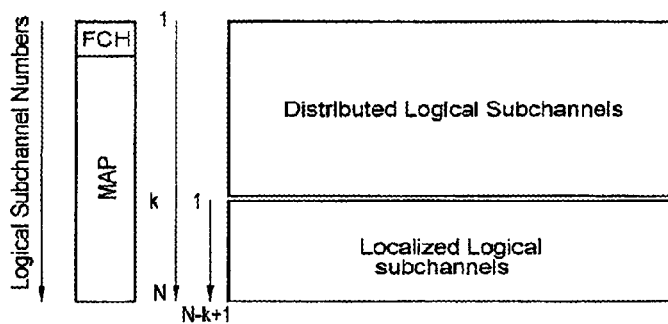 Logical Subchannel Numbers
FCH
MAP
1
k
N
1
N-k+1
Distributed Logical Subchannels
Localized Logical
subchannels